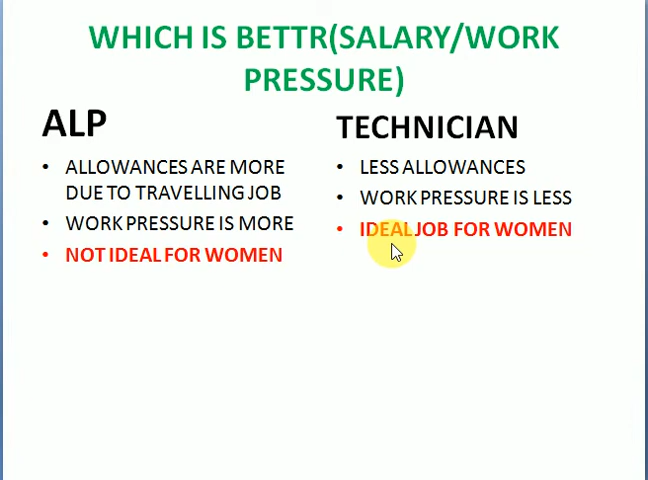 WHICH IS BETTR(SALARY/WORK
PRESSURE)
ALP
• ALLOWANCES ARE MORE
DUE TO TRAVELLING JOB
• WORK PRESSURE IS MORE
• NOT IDEAL FOR WOMEN
TECHNICIAN
• LESS ALLOWANCES
• WORK PRESSURE IS LESS
• IDEAL JOB FOR WOMEN